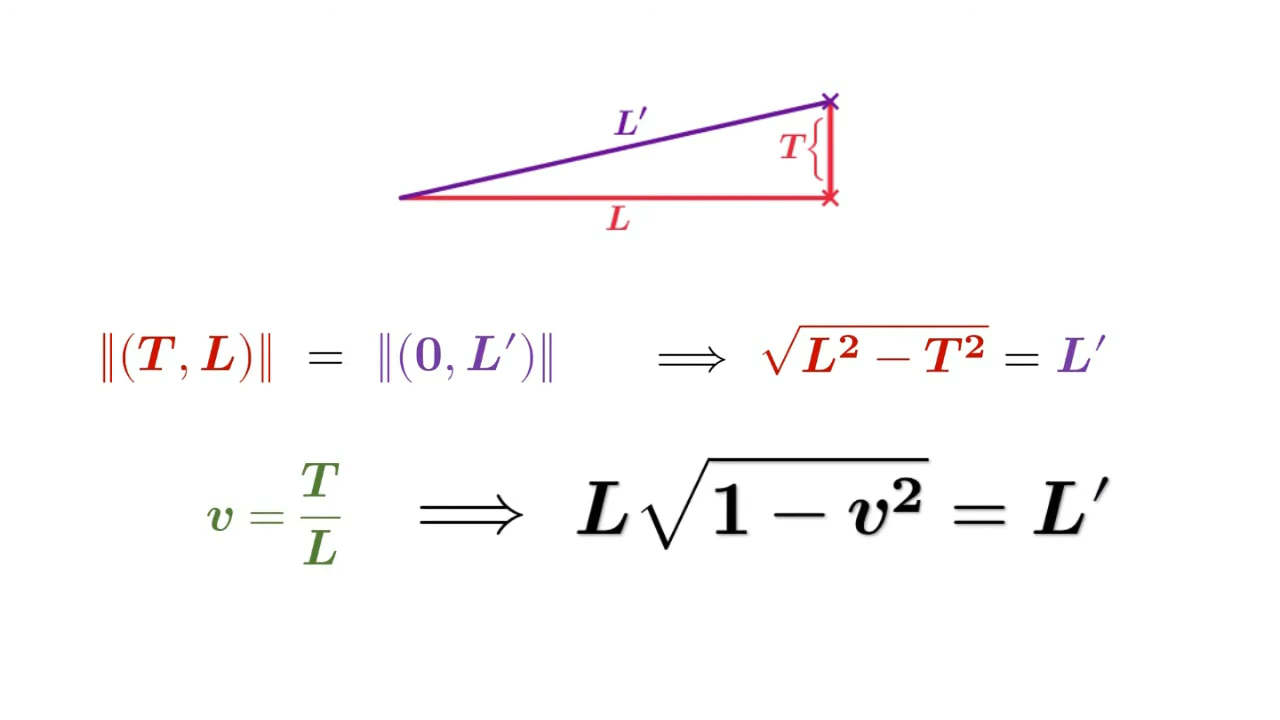 L′
T{
L
‖(T, L)‖ = ‖(0, L′)‖ ⟹ √(L² − T²) = L′
v = T/L ⟹ L√(1 − v²) = L′